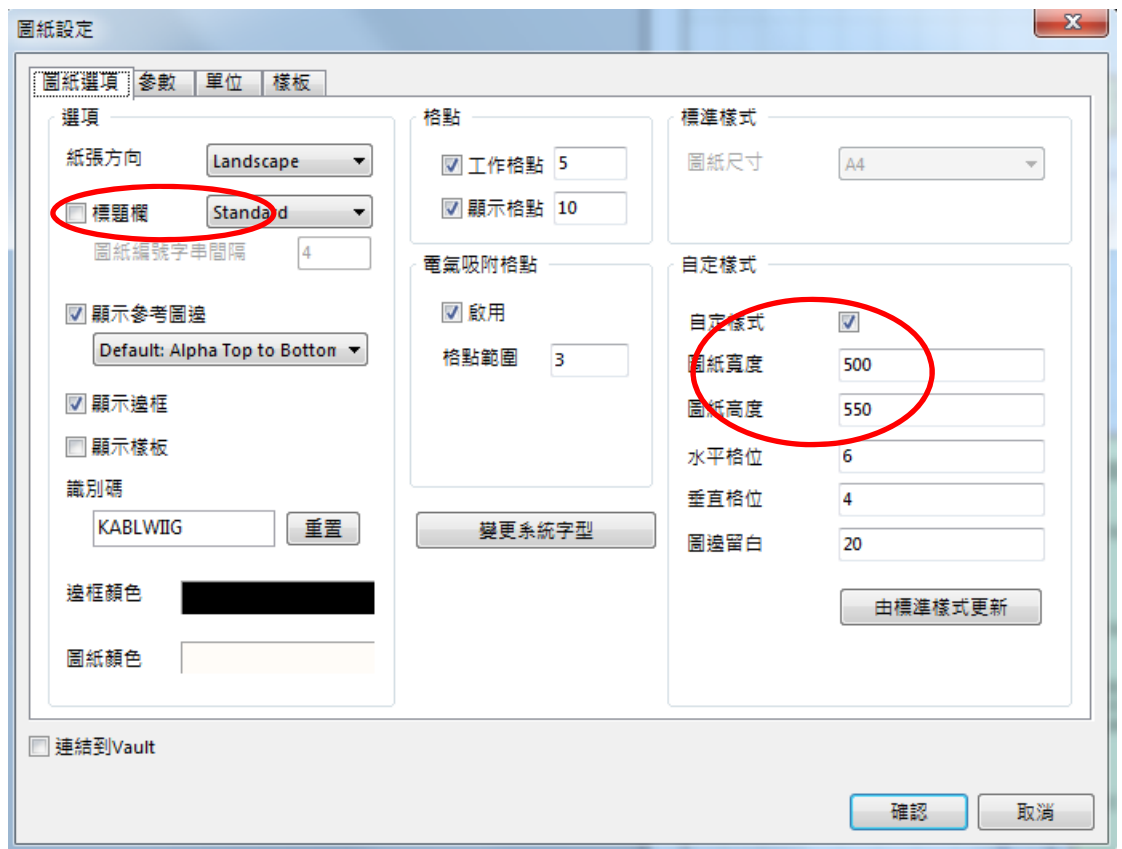 圖紙設定
X
圖紙選項 參數 單位 樣板
選項
紙張方向 Landscape
標題欄 Standard
圖紙編號字串間隔 4
顯示參考圖邊
Default: Alpha Top to Botton
顯示邊框
顯示樣板
識別碼
KABLWIIG 重置
邊框顏色
圖紙顏色
格點
工作格點 5
顯示格點 10
電氣吸附格點
啟用
格點範圍 3
變更系統字型
標準樣式
圖紙尺寸 A4
自定樣式
自定樣式
圖紙寬度 500
圖紙高度 550
水平格位 6
垂直格位 4
圖邊留白 20
由標準樣式更新
連結到Vault
確認 取消